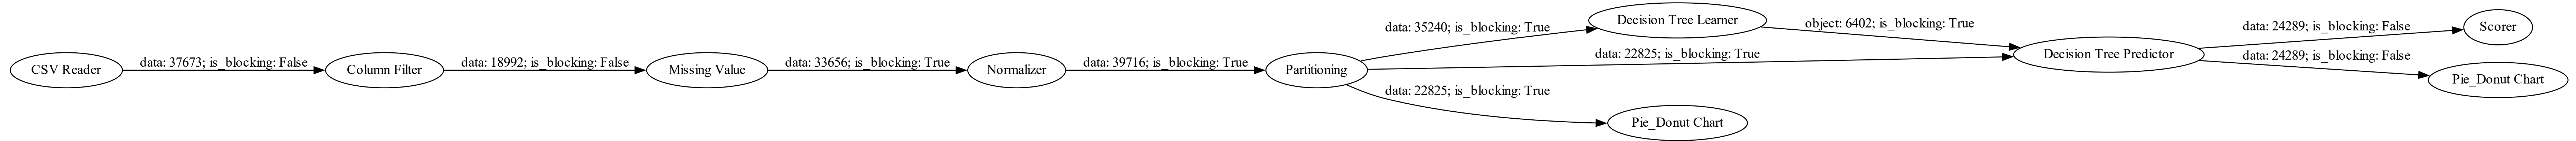 CSV Reader
data: 37673; is_blocking: False
Column Filter
data: 18992; is_blocking: False
Missing Value
data: 33656; is_blocking: True
Normalizer
data: 39716; is_blocking: True
Partitioning
data: 35240; is_blocking: True
Decision Tree Learner
object: 6402; is_blocking: True
data: 22825; is_blocking: True
Decision Tree Predictor
data: 24289; is_blocking: False
Scorer
data: 24289; is_blocking: False
Pie_Donut Chart
data: 22825; is_blocking: True
Pie_Donut Chart